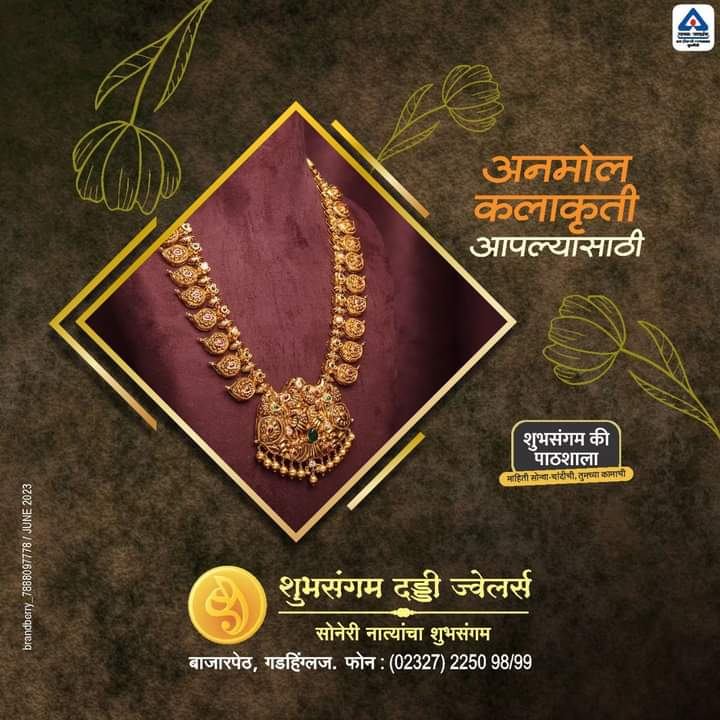 अनमोल
कलाकृती
आपल्यासाठी
शुभसंगम की
पाठशाला
माहिती सोन्या-चांदीची, तुमच्या कामाची
शुभसंगम दड्डी ज्वेलर्स
सोनेरी नात्यांचा शुभसंगम
बाजारपेठ, गडहिंग्लज. फोन : (02327) 2250 98/99
brandberry_7888097778 / JUNE 2023